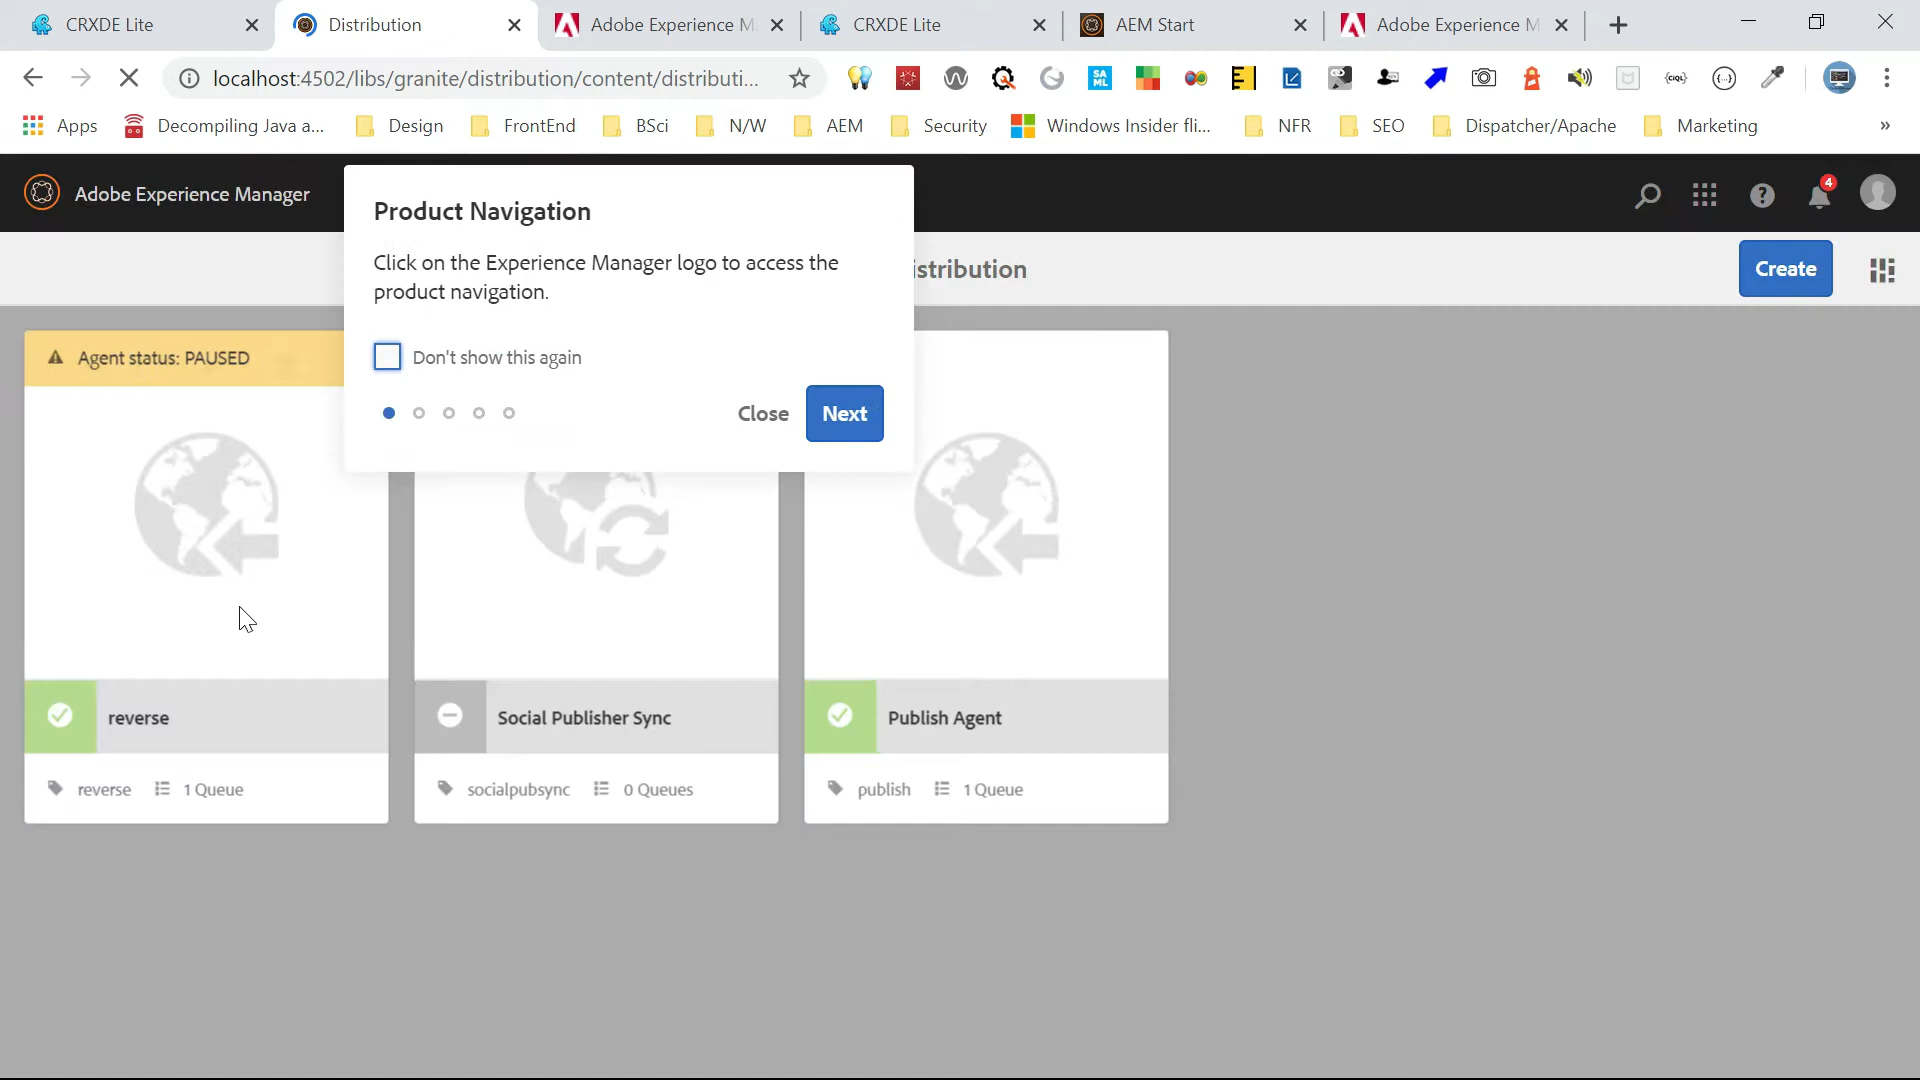 CRXDE Lite
Distribution
Adobe Experience M
CRXDE Lite
AEM Start
Adobe Experience M
localhost:4502/libs/granite/distribution/content/distributi...
SA
ML
{CIQL}
{...}
Apps
Decompiling Java a...
Design
FrontEnd
BSci
N/W
AEM
Security
Windows Insider fli...
NFR
SEO
Dispatcher/Apache
Marketing
»
Adobe Experience Manager
4
Product Navigation
Click on the Experience Manager logo to access the
product navigation.
Don't show this again
Close
Next
istribution
Create
Agent status: PAUSED
reverse
reverse
1 Queue
Social Publisher Sync
socialpubsync
0 Queues
Publish Agent
publish
1 Queue